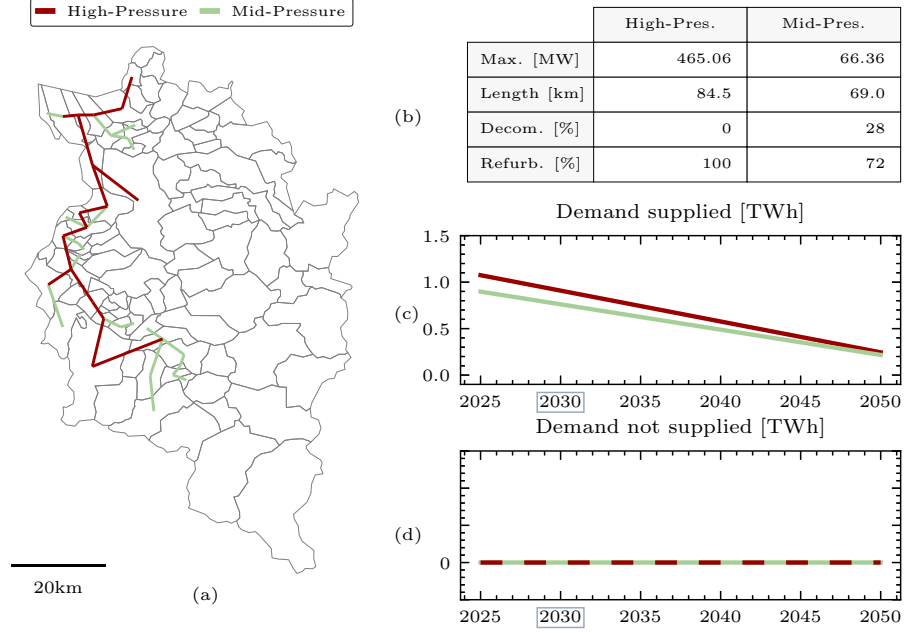 High-Pressure Mid-Pressure
20km
(a)
(b)
High-Pres. Mid-Pres.
Max. [MW] 465.06 66.36
Length [km] 84.5 69.0
Decom. [%] 0 28
Refurb. [%] 100 72
Demand supplied [TWh]
1.5
1.0
(c) 0.5
0.0
2025 2030 2035 2040 2045 2050
Demand not supplied [TWh]
(d)
0
2025 2030 2035 2040 2045 2050